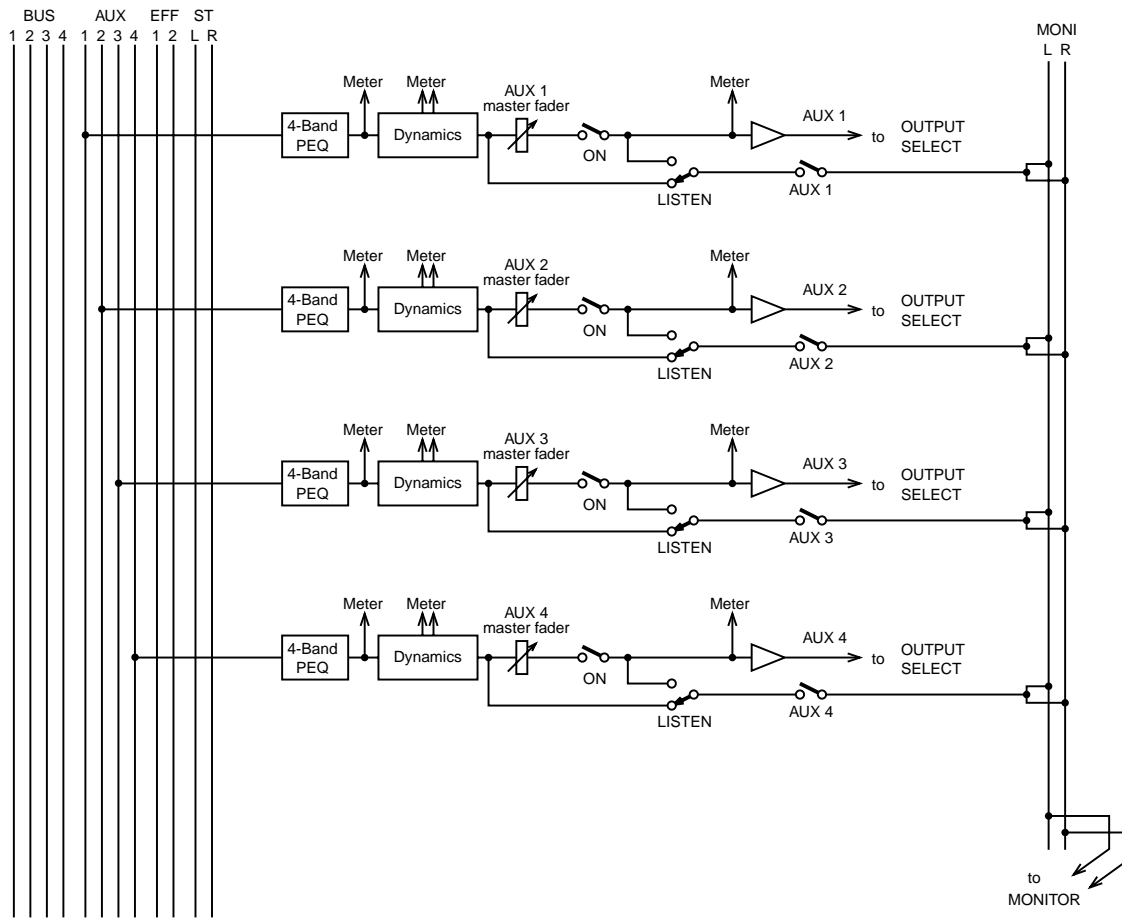 BUS AUX EFF ST
1 2 3 4 1 2 3 4 1 2 L R
MONI
L R
Meter Meter AUX 1 master fader Meter
4-Band PEQ Dynamics ON AUX 1 to OUTPUT SELECT
LISTEN AUX 1
Meter Meter AUX 2 master fader Meter
4-Band PEQ Dynamics ON AUX 2 to OUTPUT SELECT
LISTEN AUX 2
Meter Meter AUX 3 master fader Meter
4-Band PEQ Dynamics ON AUX 3 to OUTPUT SELECT
LISTEN AUX 3
Meter Meter AUX 4 master fader Meter
4-Band PEQ Dynamics ON AUX 4 to OUTPUT SELECT
LISTEN AUX 4
to
MONITOR